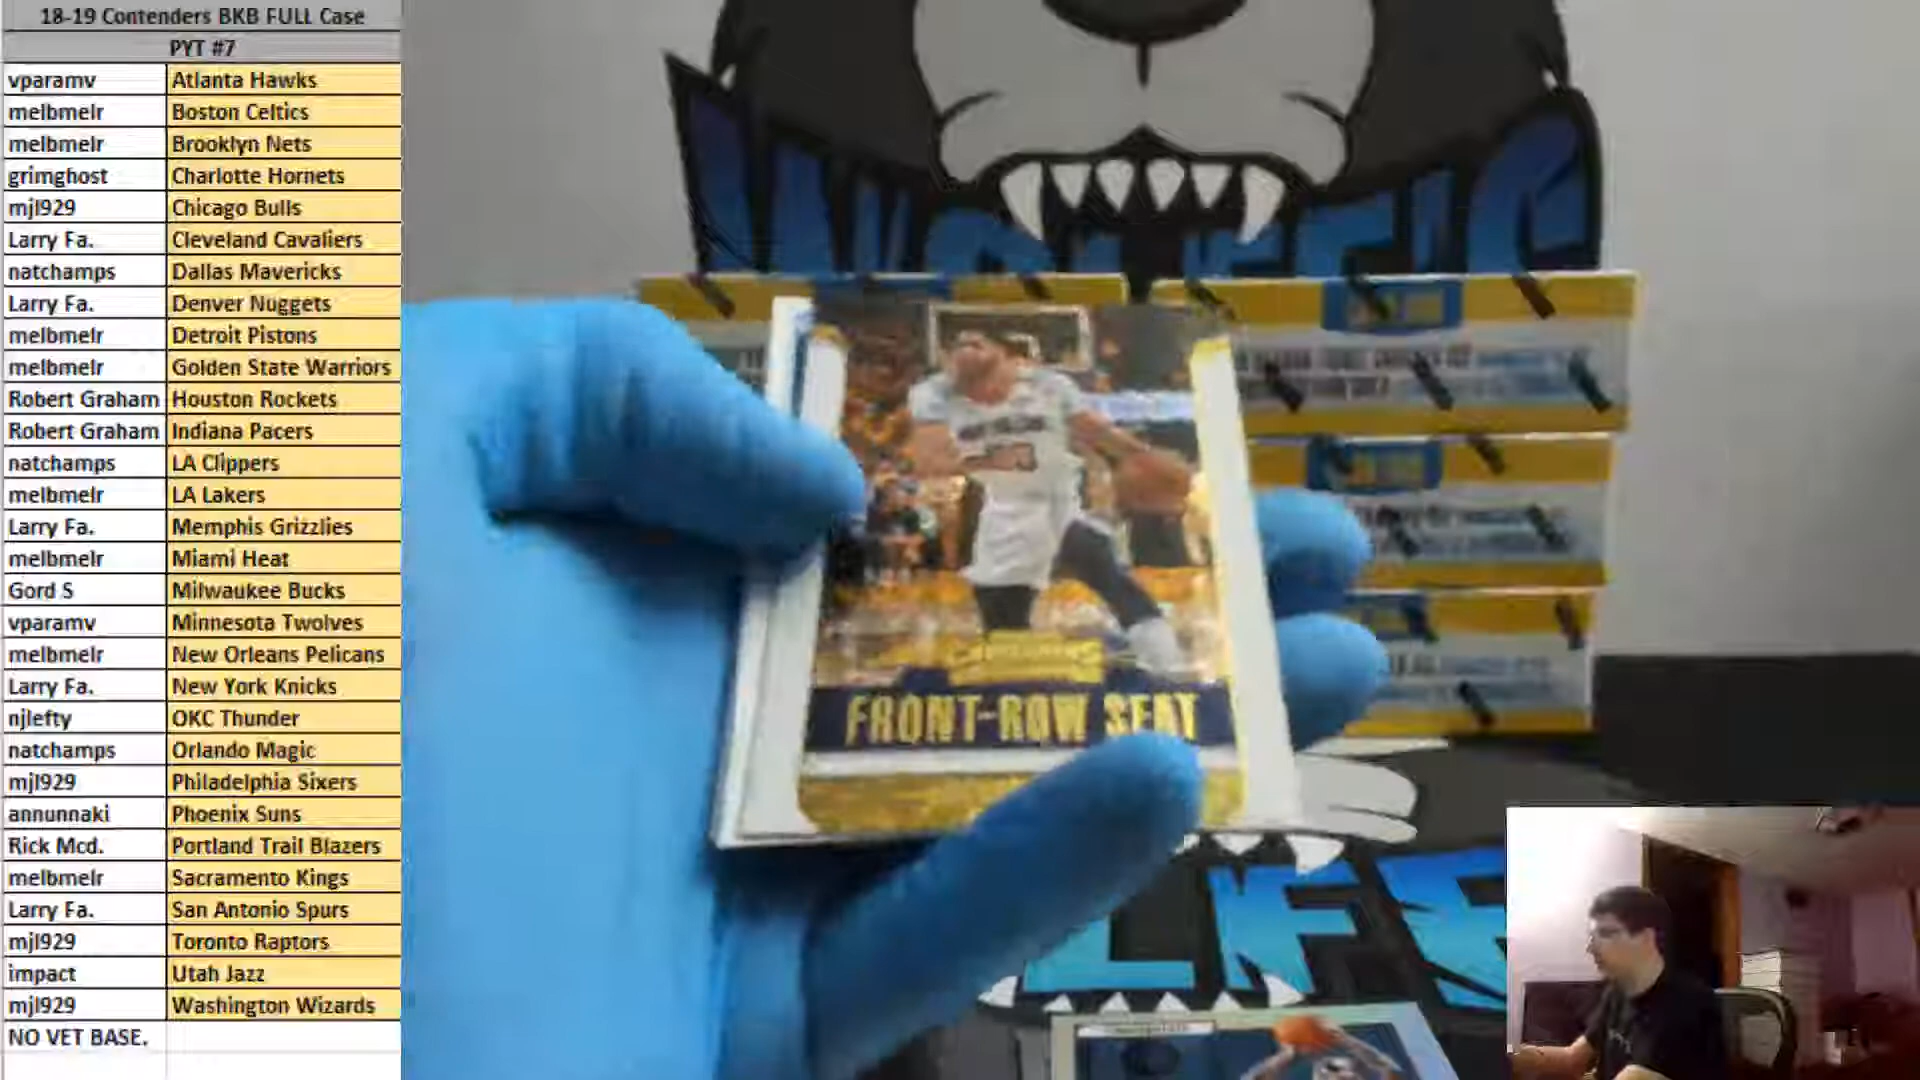 18-19 Contenders BKB FULL Case
PYT #7
vparamv Atlanta Hawks
melbmelr Boston Celtics
melbmelr Brooklyn Nets
grimghost Charlotte Hornets
mjl929 Chicago Bulls
Larry Fa. Cleveland Cavaliers
natchamps Dallas Mavericks
Larry Fa. Denver Nuggets
melbmelr Detroit Pistons
melbmelr Golden State Warriors
Robert Graham Houston Rockets
Robert Graham Indiana Pacers
natchamps LA Clippers
melbmelr LA Lakers
Larry Fa. Memphis Grizzlies
melbmelr Miami Heat
Gord S Milwaukee Bucks
vparamv Minnesota Twolves
melbmelr New Orleans Pelicans
Larry Fa. New York Knicks
njlefty OKC Thunder
natchamps Orlando Magic
mjl929 Philadelphia Sixers
annunnaki Phoenix Suns
Rick Mcd. Portland Trail Blazers
melbmelr Sacramento Kings
Larry Fa. San Antonio Spurs
mjl929 Toronto Raptors
impact Utah Jazz
mjl929 Washington Wizards
NO VET BASE.
FRONT-ROW SEAT